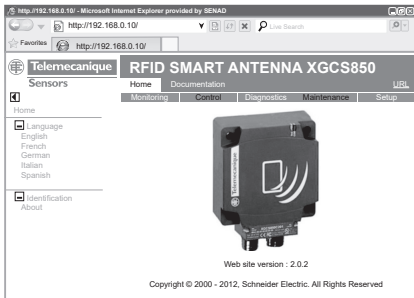 http://192.168.0.10/ - Microsoft Internet Explorer provided by SENAD
http://192.168.0.10/
Live Search
Favorites
http://192.168.0.10/
Telemecanique
Sensors
RFID SMART ANTENNA XGCS850
Home Documentation URL
Monitoring Control Diagnostics Maintenance Setup
Home
Language
English
French
German
Italian
Spanish
Identification
About
Telemecanique
Web site version : 2.0.2
Copyright © 2000 - 2012, Schneider Electric. All Rights Reserved